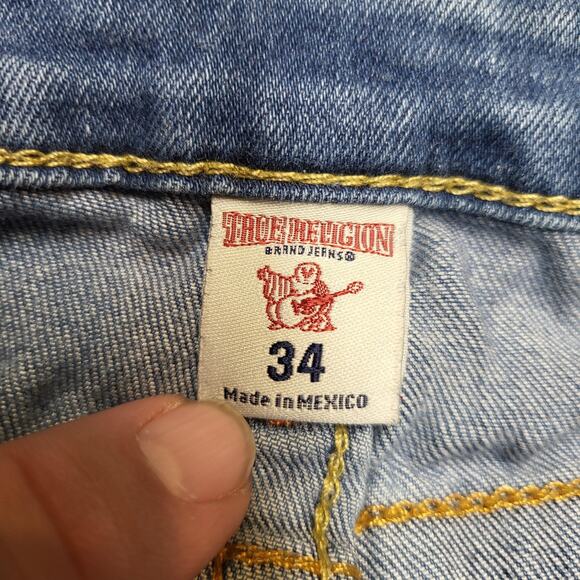 TRUE RELIGION
BRAND JEANS®
34
Made in MEXICO